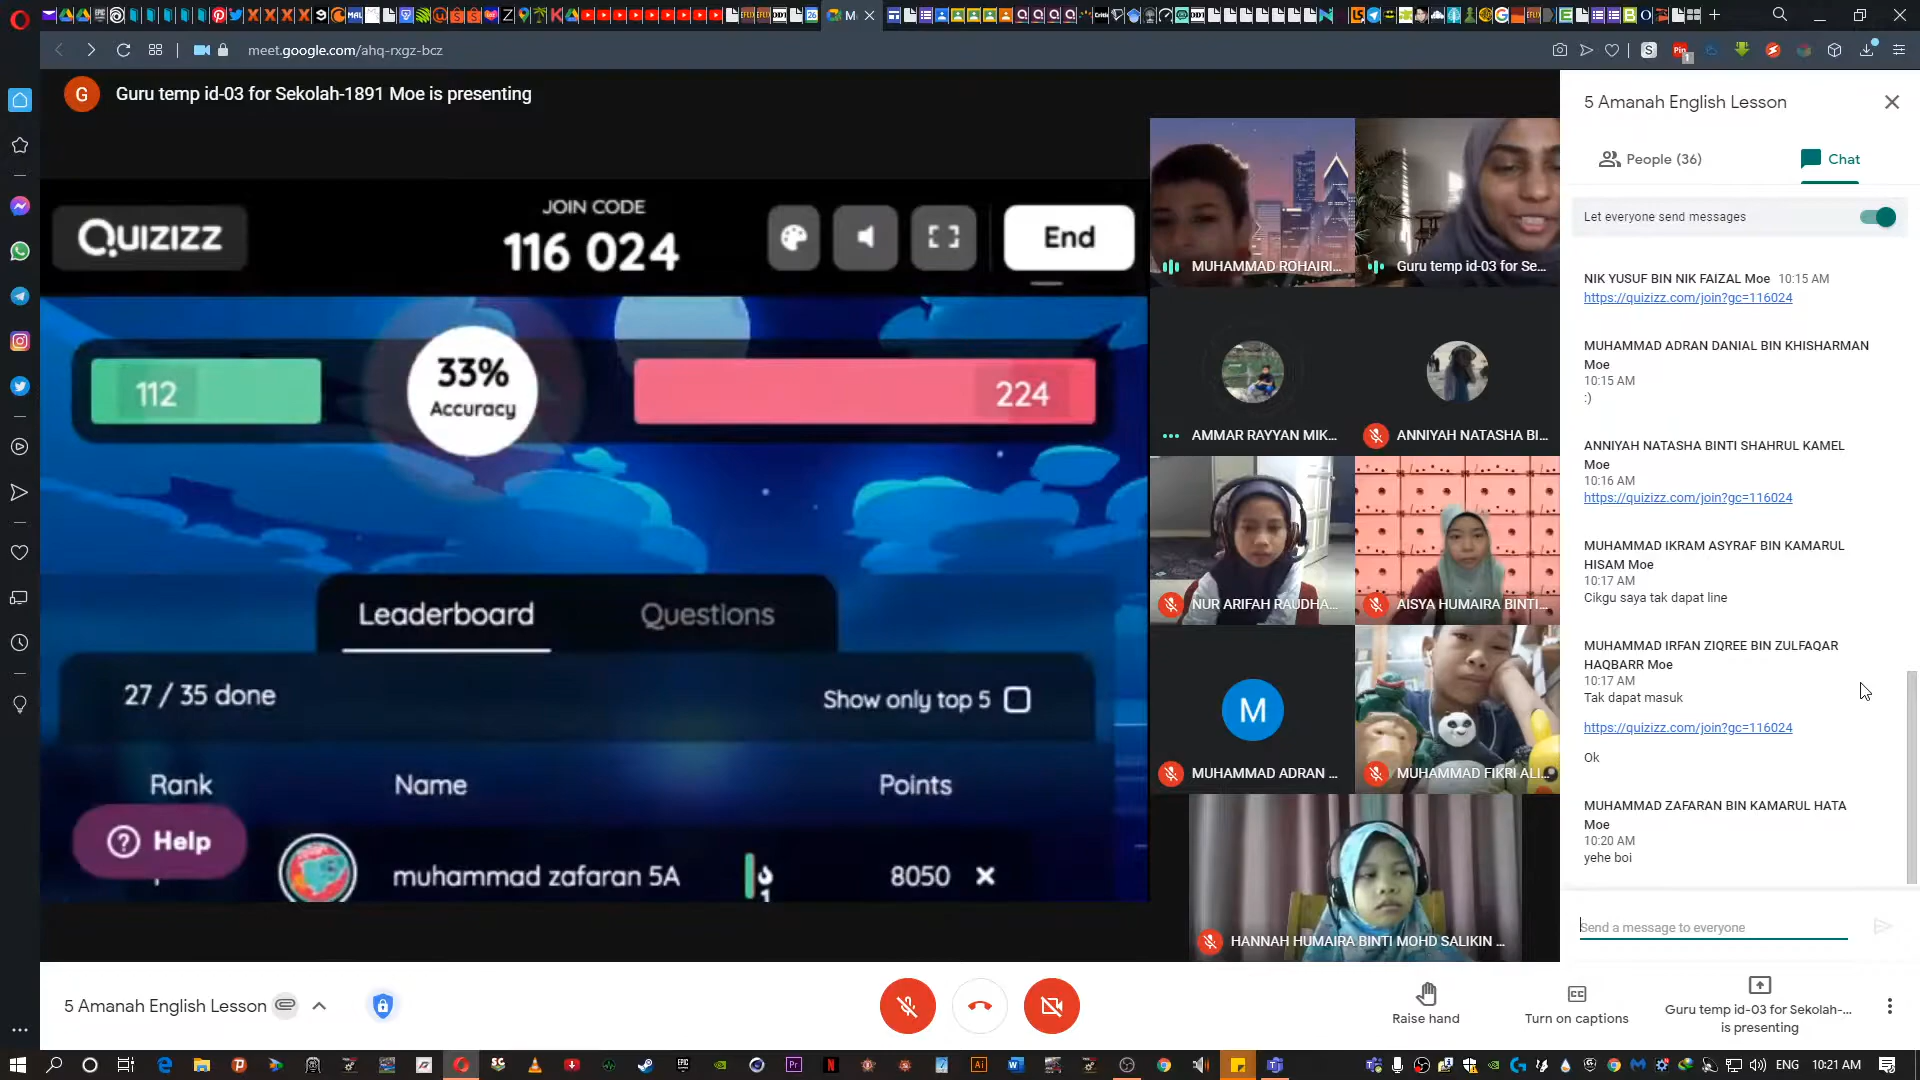 meet.google.com/ahq-rxgz-bcz
G
Guru temp id-03 for Sekolah-1891 Moe is presenting
Quizizz
JOIN CODE
116 024
End
112
33%
Accuracy
224
Leaderboard
Questions
27 / 35 done
Show only top 5
Rank
Name
Points
Help
muhammad zafaran 5A
1
8050
MUHAMMAD ROHAIRI...
Guru temp id-03 for Se...
AMMAR RAYYAN MIK...
ANNIYAH NATASHA BI...
NUR ARIFAH RAUDHA...
AISYA HUMAIRA BINTI...
M
MUHAMMAD ADRAN ...
MUHAMMAD FIKRI ALI...
HANNAH HUMAIRA BINTI MOHD SALIKIN ...
5 Amanah English Lesson
People (36)
Chat
Let everyone send messages
NIK YUSUF BIN NIK FAIZAL Moe 10:15 AM
https://quizizz.com/join?gc=116024
MUHAMMAD ADRAN DANIAL BIN KHISHARMAN
Moe
10:15 AM
:)
ANNIYAH NATASHA BINTI SHAHRUL KAMEL
Moe
10:16 AM
https://quizizz.com/join?gc=116024
MUHAMMAD IKRAM ASYRAF BIN KAMARUL
HISAM Moe
10:17 AM
Cikgu saya tak dapat line
MUHAMMAD IRFAN ZIQREE BIN ZULFAQAR
HAQBARR Moe
10:17 AM
Tak dapat masuk
https://quizizz.com/join?gc=116024
Ok
MUHAMMAD ZAFARAN BIN KAMARUL HATA
Moe
10:20 AM
yehe boi
Send a message to everyone
5 Amanah English Lesson
Raise hand
Turn on captions
Guru temp id-03 for Sekolah-...
is presenting
ENG
10:21 AM